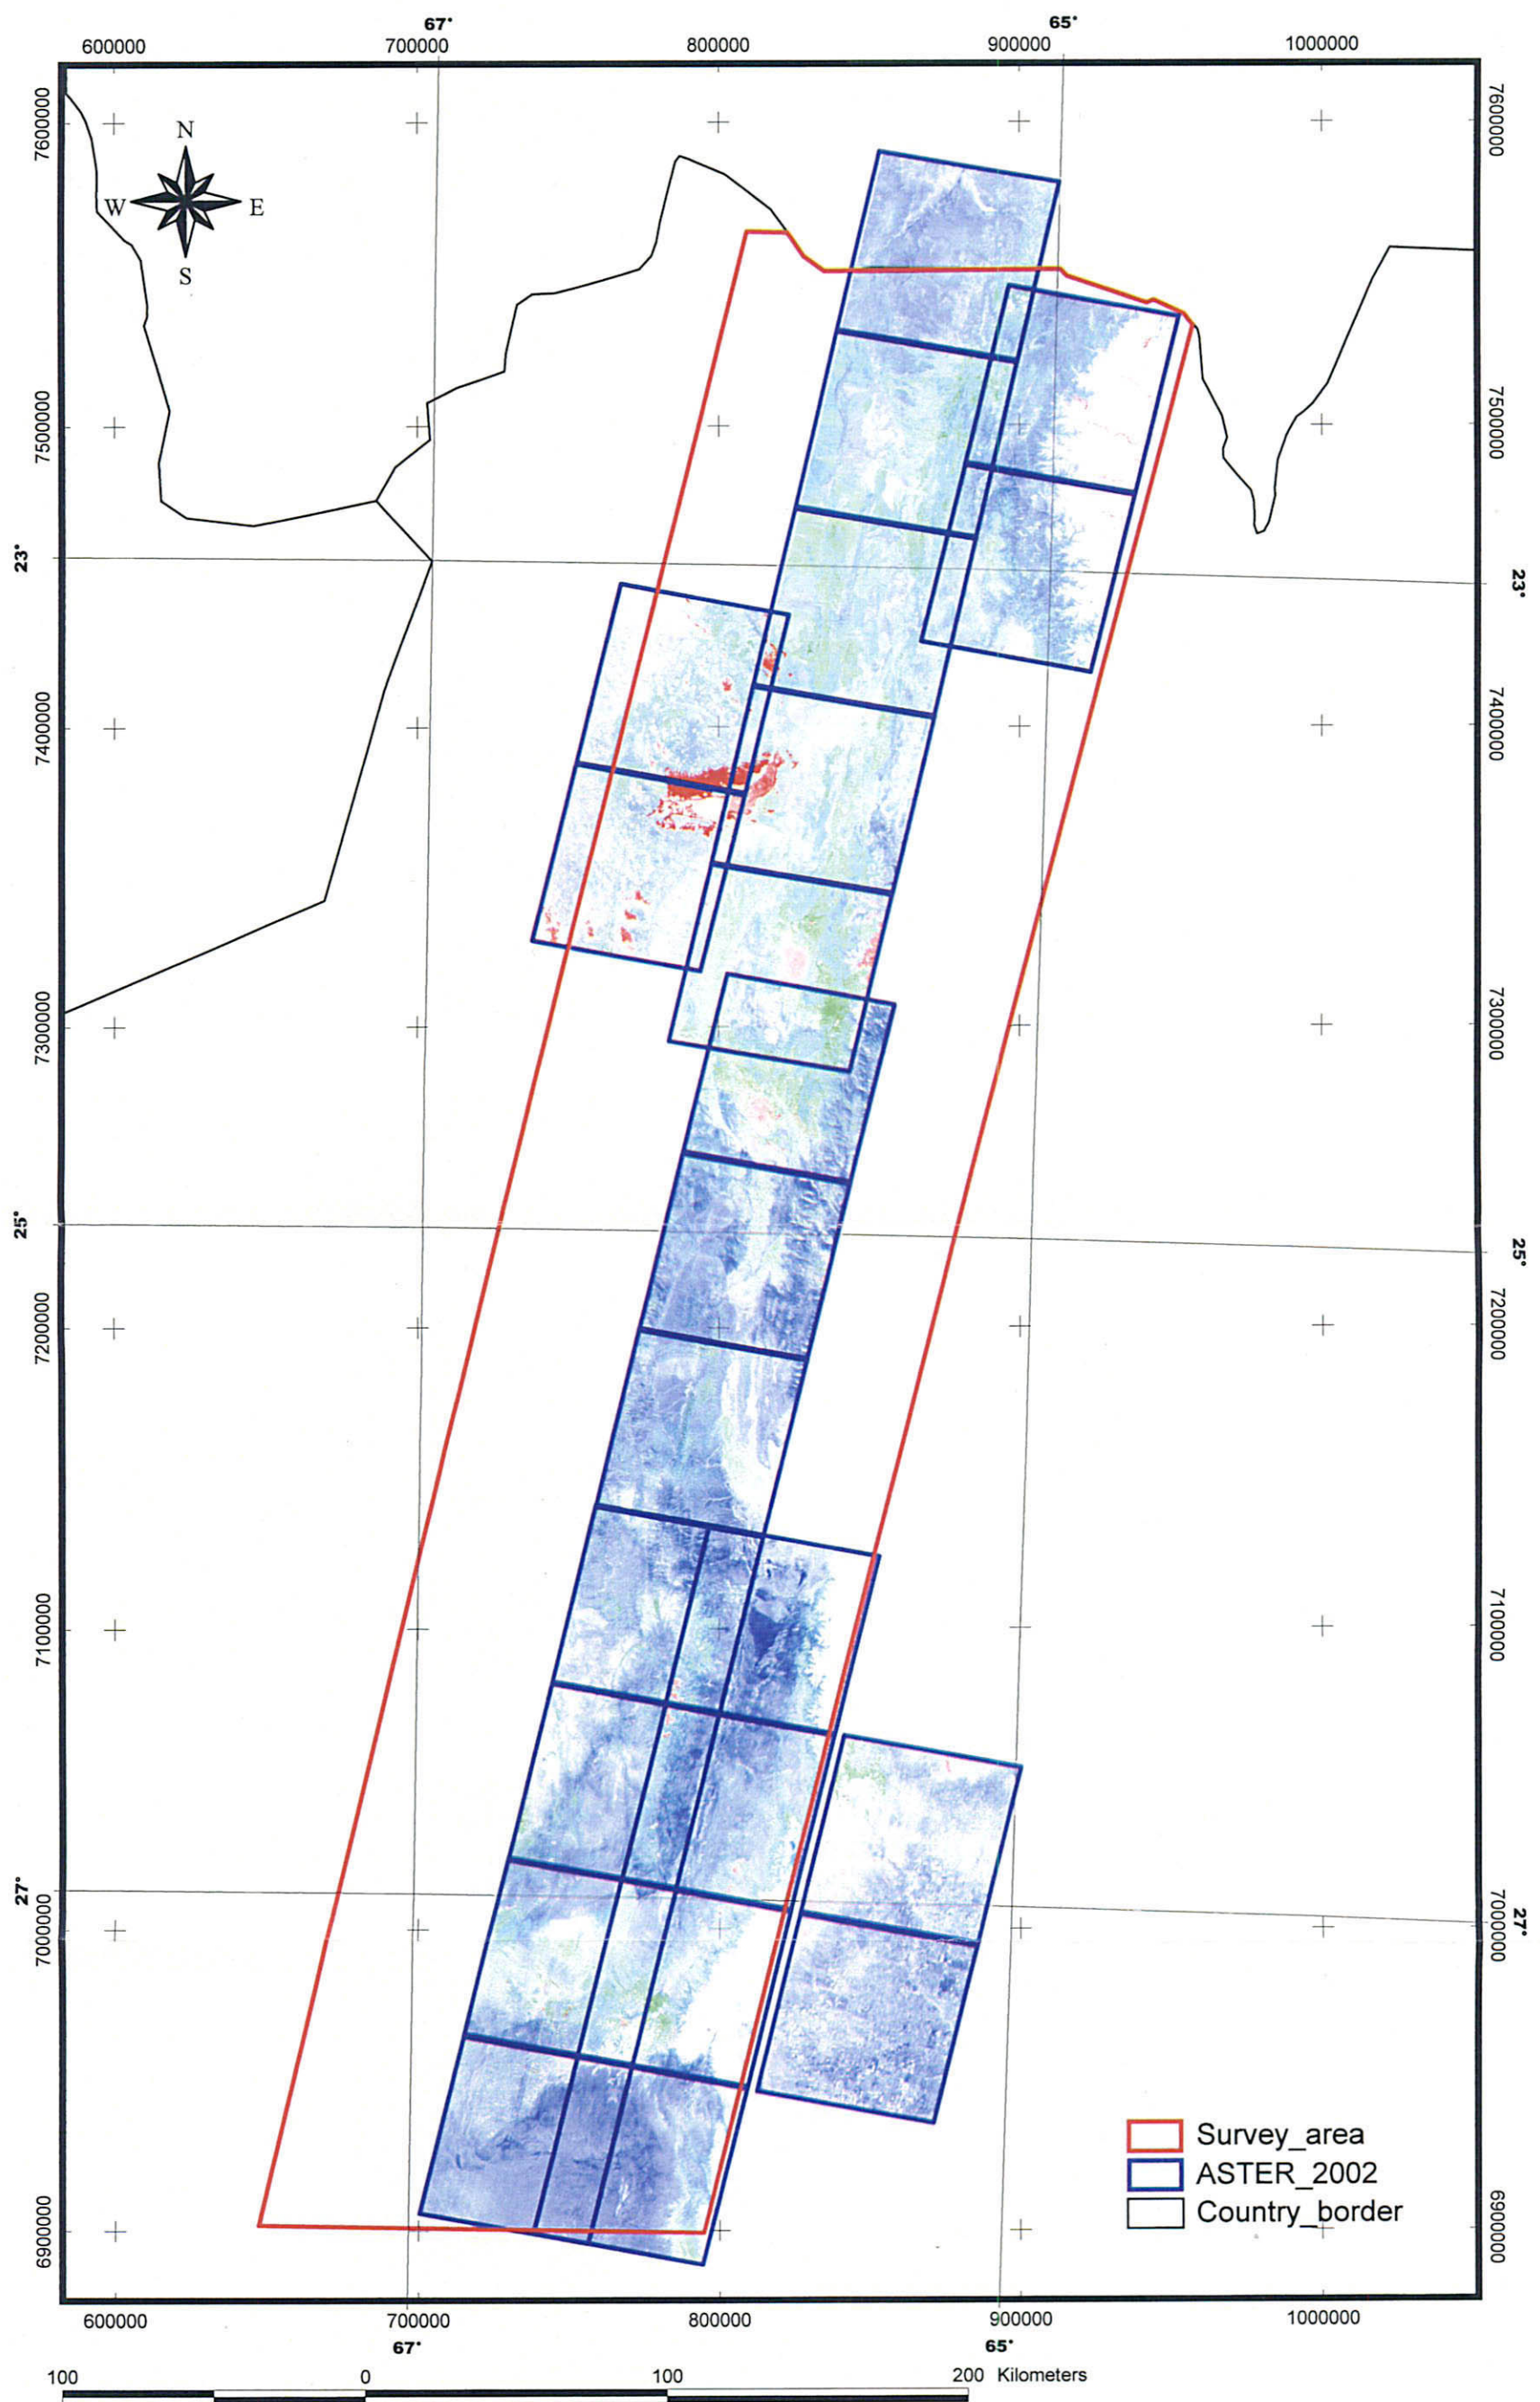 67° 65°
600000 700000 800000 900000 1000000
7600000 7600000
N
W E
S
7500000 7500000
23° 23°
7400000 7400000
7300000 7300000
25° 25°
7200000 7200000
7100000 7100000
27° 27°
7000000 7000000
Survey_area
ASTER_2002
Country_border
6900000 6900000
600000 700000 800000 900000 1000000
67° 65°
100 0 100 200 Kilometers